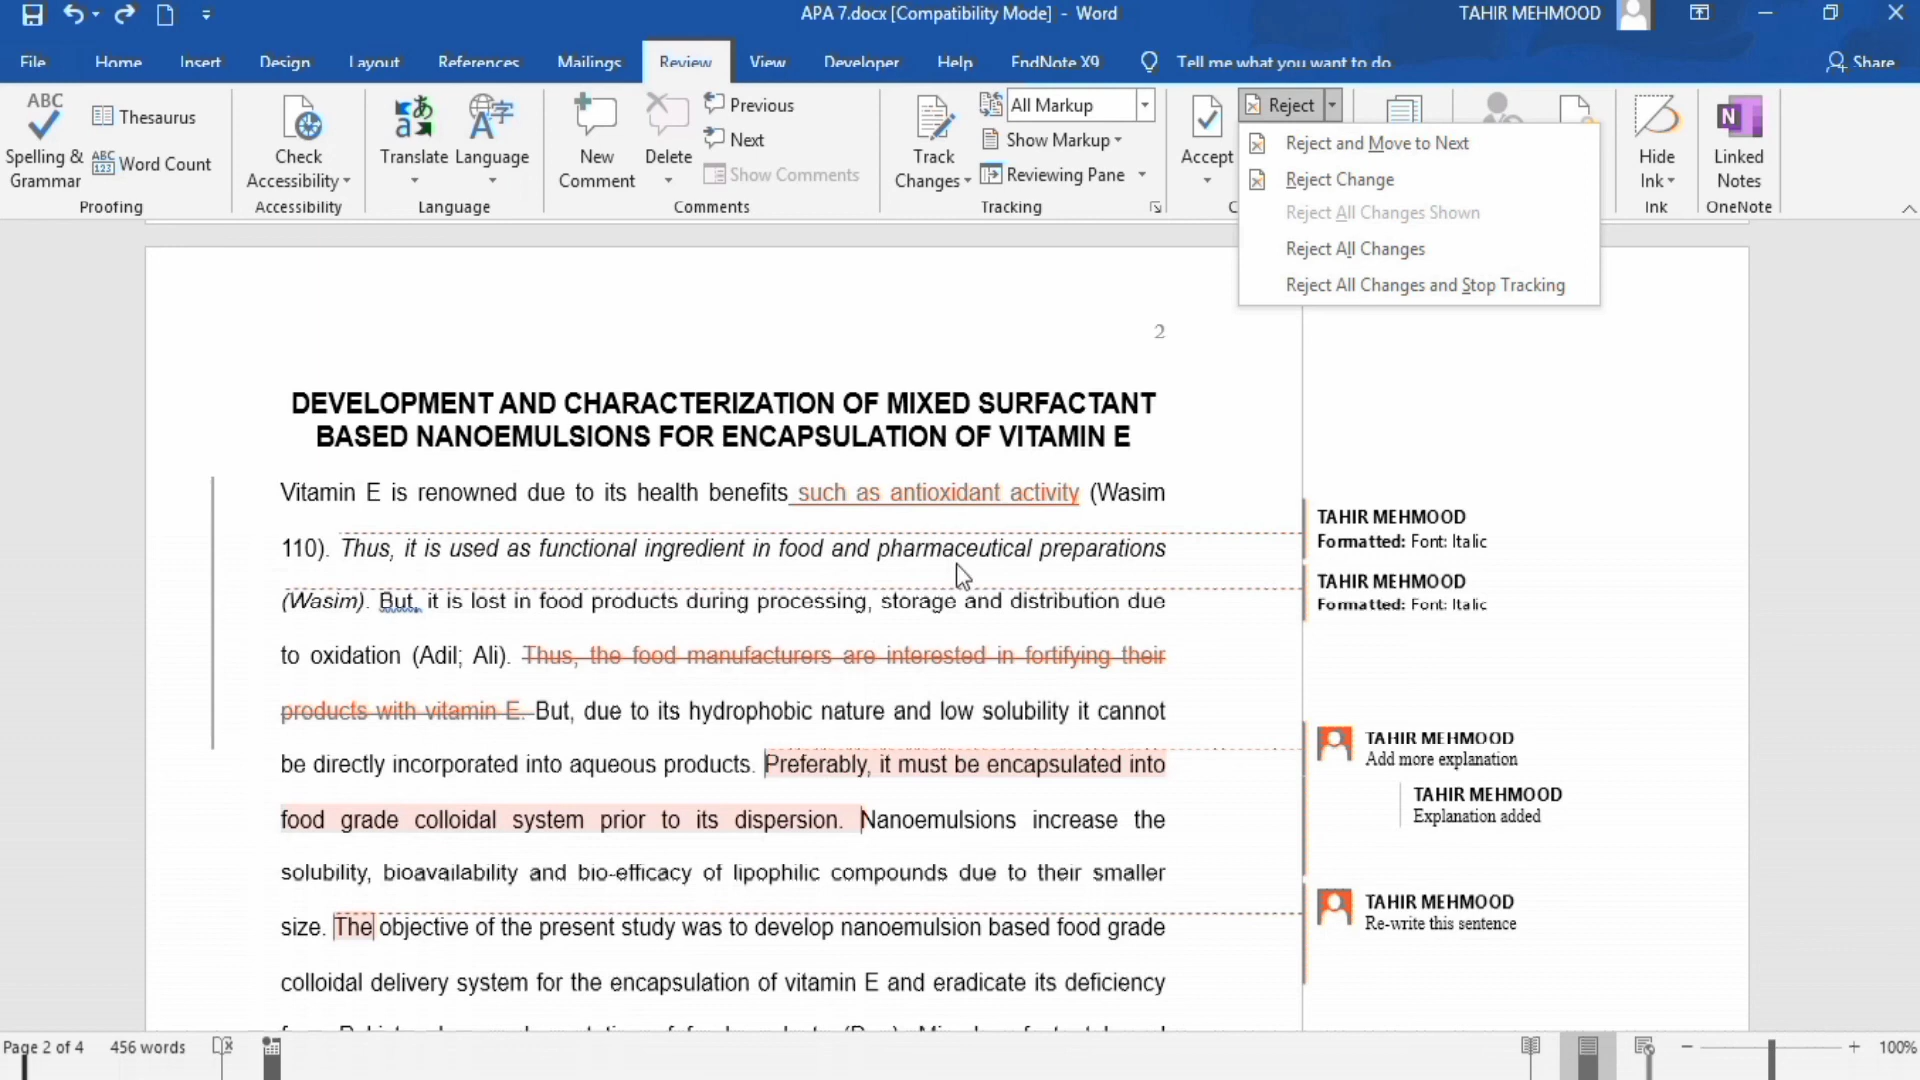 APA 7.docx [Compatibility Mode] - Word
TAHIR MEHMOOD
File Home Insert Design Layout References Mailings Review View Developer Help EndNote X9 Tell me what you want to do Share
ABC
Spelling &
Grammar
Thesaurus
ABC
123
Word Count
Proofing
Check
Accessibility
Accessibility
Translate
Language
Language
New
Comment
Delete
Previous
Next
Show Comments
Comments
Track
Changes
All Markup
Show Markup
Reviewing Pane
Tracking
Accept
Reject
Reject and Move to Next
Reject Change
Reject All Changes Shown
Reject All Changes
Reject All Changes and Stop Tracking
Hide
Ink
Ink
N
Linked
Notes
OneNote
2
DEVELOPMENT AND CHARACTERIZATION OF MIXED SURFACTANT
BASED NANOEMULSIONS FOR ENCAPSULATION OF VITAMIN E
Vitamin E is renowned due to its health benefits such as antioxidant activity (Wasim
110). Thus, it is used as functional ingredient in food and pharmaceutical preparations
(Wasim). But, it is lost in food products during processing, storage and distribution due
to oxidation (Adil; Ali). Thus, the food manufacturers are interested in fortifying their
products with vitamin E. But, due to its hydrophobic nature and low solubility it cannot
be directly incorporated into aqueous products. Preferably, it must be encapsulated into
food grade colloidal system prior to its dispersion. Nanoemulsions increase the
solubility, bioavailability and bio-efficacy of lipophilic compounds due to their smaller
size. The objective of the present study was to develop nanoemulsion based food grade
colloidal delivery system for the encapsulation of vitamin E and eradicate its deficiency
TAHIR MEHMOOD
Formatted: Font: Italic
TAHIR MEHMOOD
Formatted: Font: Italic
TAHIR MEHMOOD
Add more explanation
TAHIR MEHMOOD
Explanation added
TAHIR MEHMOOD
Re-write this sentence
Page 2 of 4 456 words
100%